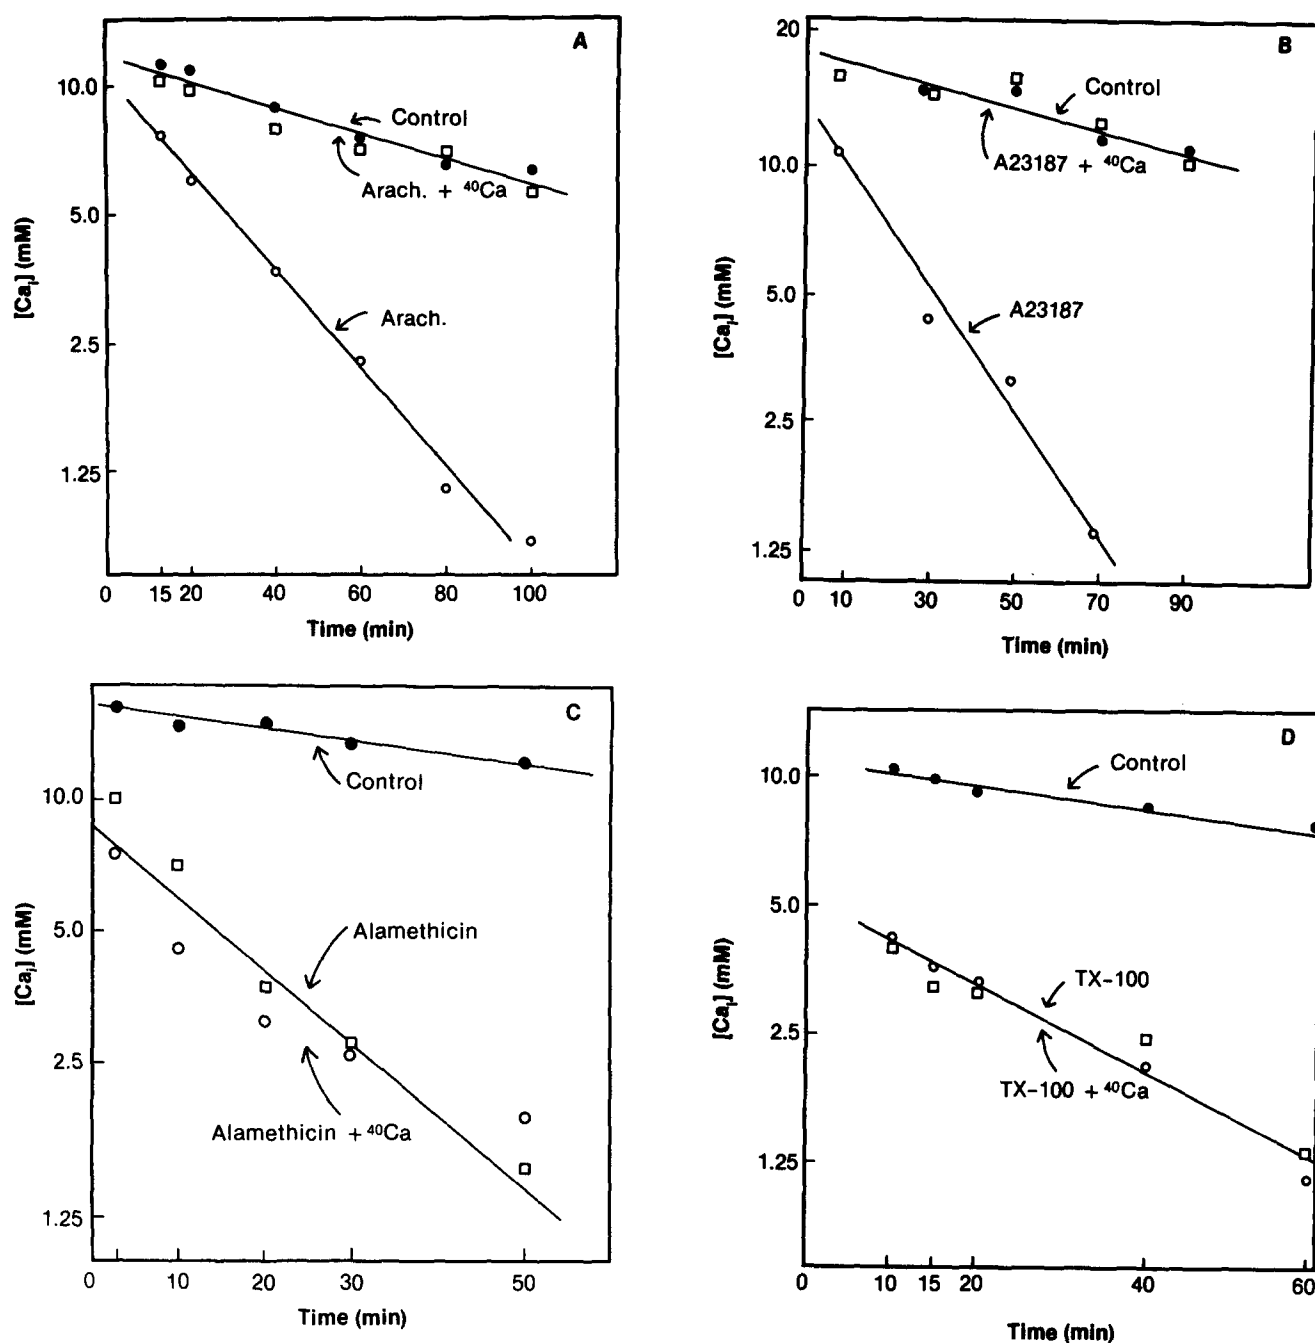 A
10.0
5.0
2.5
1.25
[Caᵢ] (mM)
Control
Arach. + ⁴⁰Ca
Arach.
0 15 20 40 60 80 100
Time (min)
B
20
10.0
5.0
2.5
1.25
[Caᵢ] (mM)
Control
A23187 + ⁴⁰Ca
A23187
0 10 30 50 70 90
Time (min)
C
10.0
5.0
2.5
1.25
[Caᵢ] (mM)
Control
Alamethicin
Alamethicin + ⁴⁰Ca
0 10 20 30 50
Time (min)
D
10.0
5.0
2.5
1.25
[Caᵢ] (mM)
Control
TX-100
TX-100 + ⁴⁰Ca
0 10 15 20 40 60
Time (min)